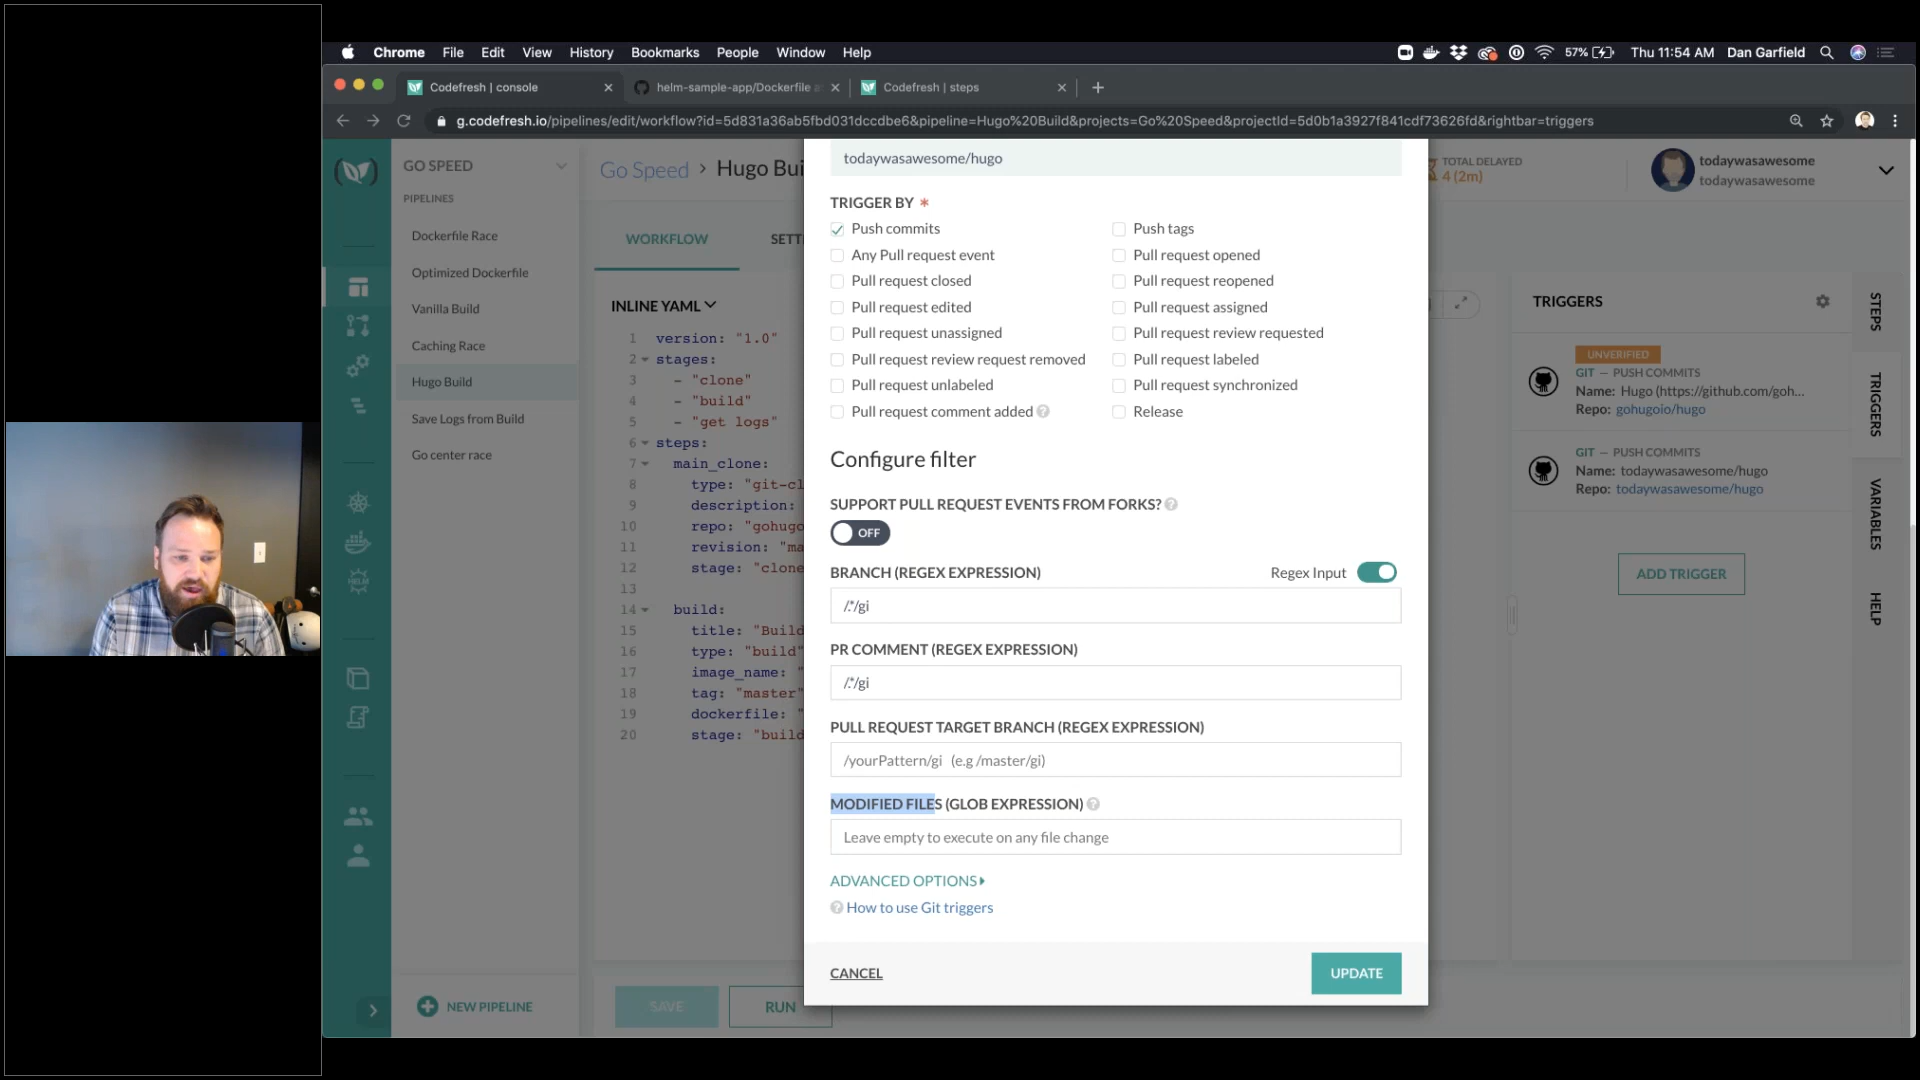 Chrome File Edit View History Bookmarks People Window Help
57% Thu 11:54 AM Dan Garfield
Codefresh | console
helm-sample-app/Dockerfile a
Codefresh | steps
g.codefresh.io/pipelines/edit/workflow?id=5d831a36ab5fbd031dccdbe6&pipeline=Hugo%20Build&projects=Go%20Speed&projectId=5d0b1a3927f841cdf73626fd&rightbar=triggers
GO SPEED
PIPELINES
Dockerfile Race
Optimized Dockerfile
Vanilla Build
Caching Race
Hugo Build
Save Logs from Build
Go center race
NEW PIPELINE
HELM
Go Speed > Hugo Bui
WORKFLOW
SETT
INLINE YAML
1 version: "1.0"
2 stages:
3 - "clone"
4 - "build"
5 - "get logs"
6 steps:
7 main_clone:
8 type: "git-cl
9 description:
10 repo: "gohugo
11 revision: "ma
12 stage: "clone
13
14 build:
15 title: "Build
16 type: "build"
17 image_name: "
18 tag: "master"
19 dockerfile: "
20 stage: "build
SAVE
RUN
todaywasawesome/hugo
TRIGGER BY *
Push commits
Push tags
Any Pull request event
Pull request opened
Pull request closed
Pull request reopened
Pull request edited
Pull request assigned
Pull request unassigned
Pull request review requested
Pull request review request removed
Pull request labeled
Pull request unlabeled
Pull request synchronized
Pull request comment added
Release
Configure filter
SUPPORT PULL REQUEST EVENTS FROM FORKS?
OFF
BRANCH (REGEX EXPRESSION)
Regex Input
/.*/gi
PR COMMENT (REGEX EXPRESSION)
/.*/gi
PULL REQUEST TARGET BRANCH (REGEX EXPRESSION)
/yourPattern/gi (e.g /master/gi)
MODIFIED FILES (GLOB EXPRESSION)
Leave empty to execute on any file change
ADVANCED OPTIONS
How to use Git triggers
CANCEL
UPDATE
TOTAL DELAYED
4 (2m)
todaywasawesome
todaywasawesome
TRIGGERS
UNVERIFIED
GIT — PUSH COMMITS
Name: Hugo (https://github.com/goh...
Repo: gohugoio/hugo
GIT — PUSH COMMITS
Name: todaywasawesome/hugo
Repo: todaywasawesome/hugo
ADD TRIGGER
STEPS
TRIGGERS
VARIABLES
HELP